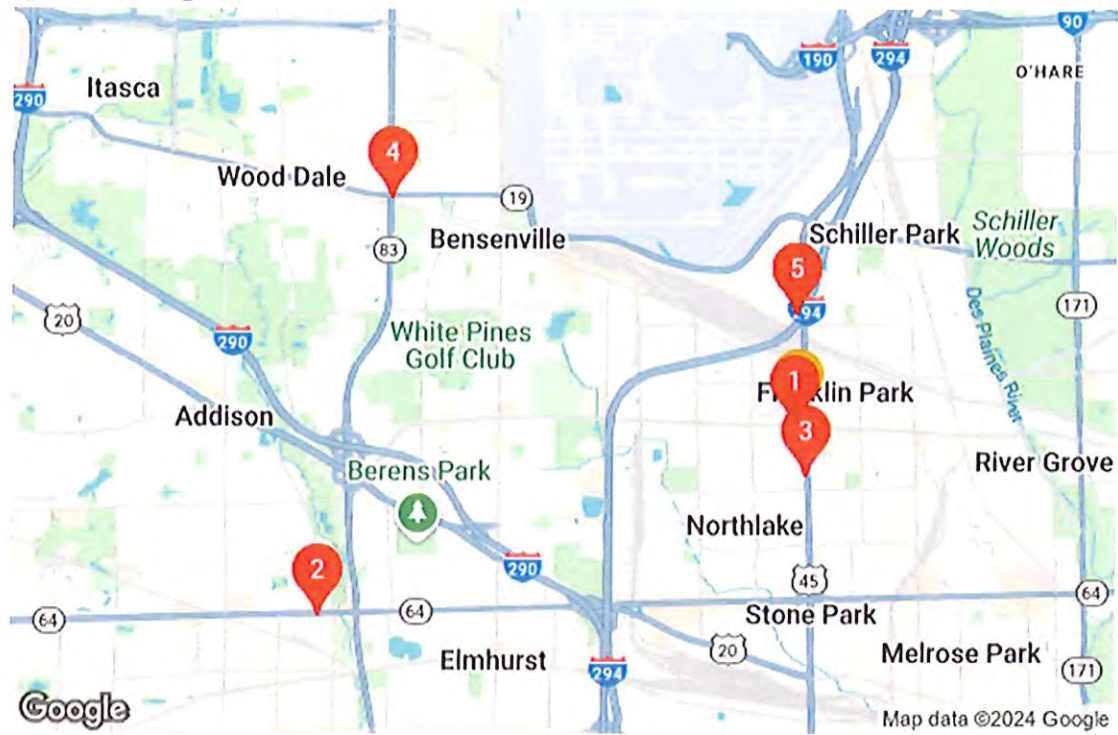 90
190
294
O'HARE
Itasca
290
4
Wood Dale
19
Schiller Park
Schiller
Woods
83
Bensenville
5
294
171
20
290
White Pines
Golf Club
Des Plaines River
1
Franklin Park
Addison
3
Berens Park
River Grove
Northlake
2
290
45
64
64
64
Stone Park
20
Elmhurst
Melrose Park
294
171
Google
Map data ©2024 Google